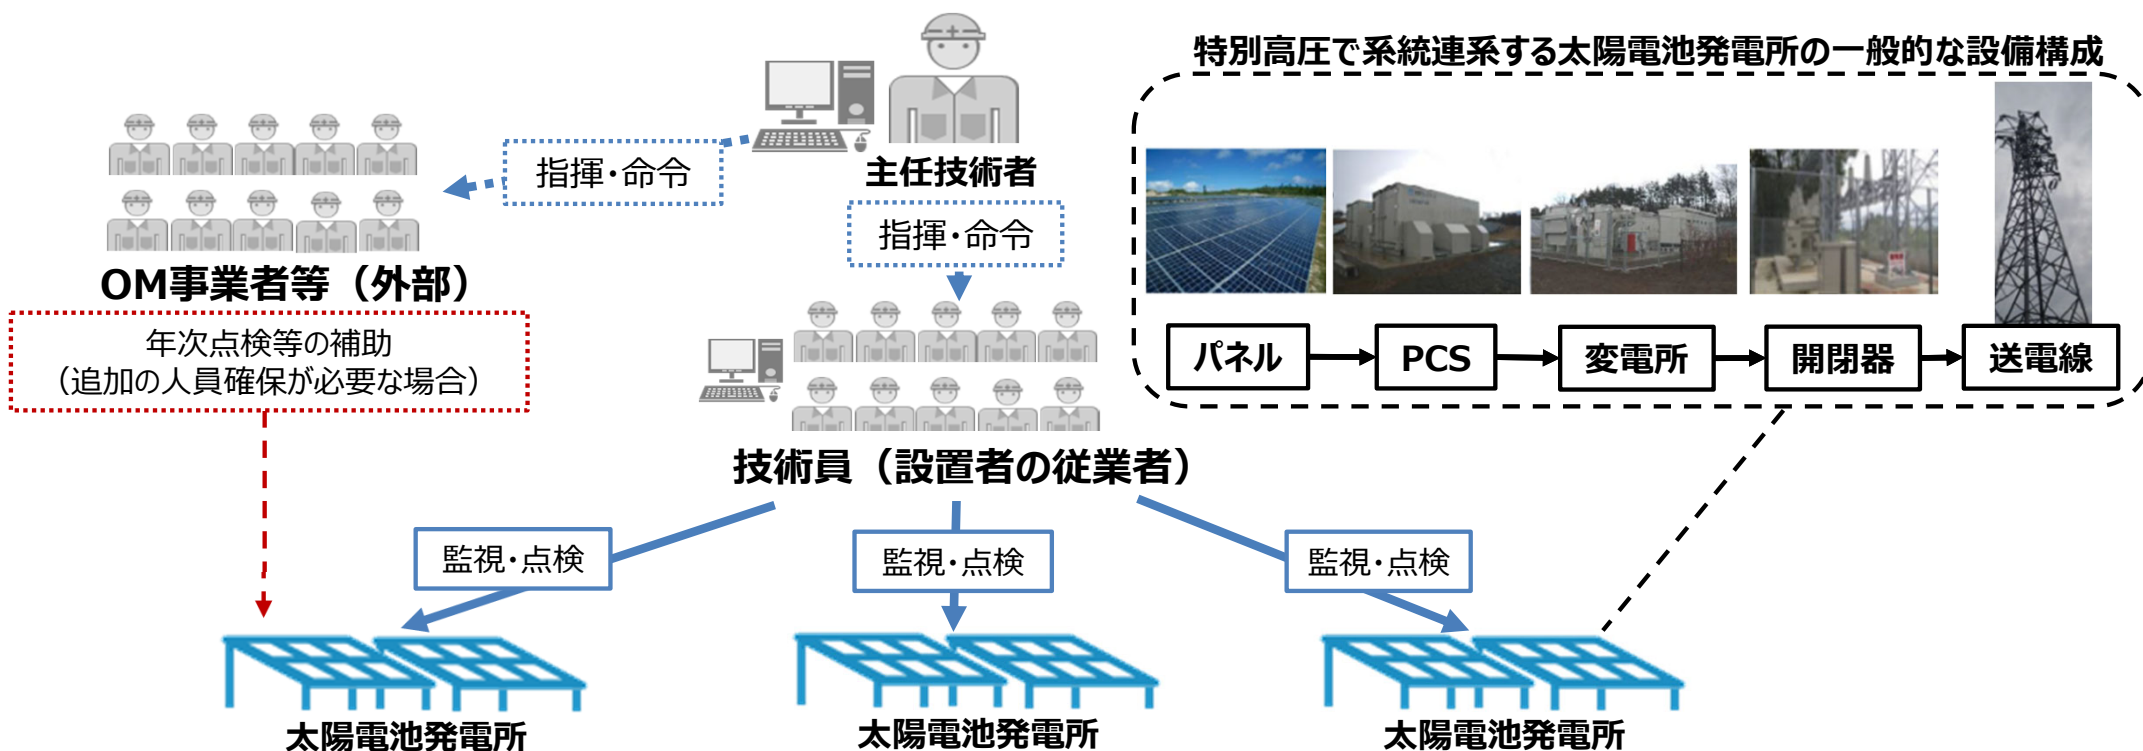 特別高圧で系統連系する太陽電池発電所の一般的な設備構成
指揮・命令
主任技術者
指揮・命令
OM事業者等（外部）
年次点検等の補助
（追加の人員確保が必要な場合）
パネル
PCS
変電所
開閉器
送電線
技術員（設置者の従業者）
監視・点検
監視・点検
監視・点検
太陽電池発電所
太陽電池発電所
太陽電池発電所